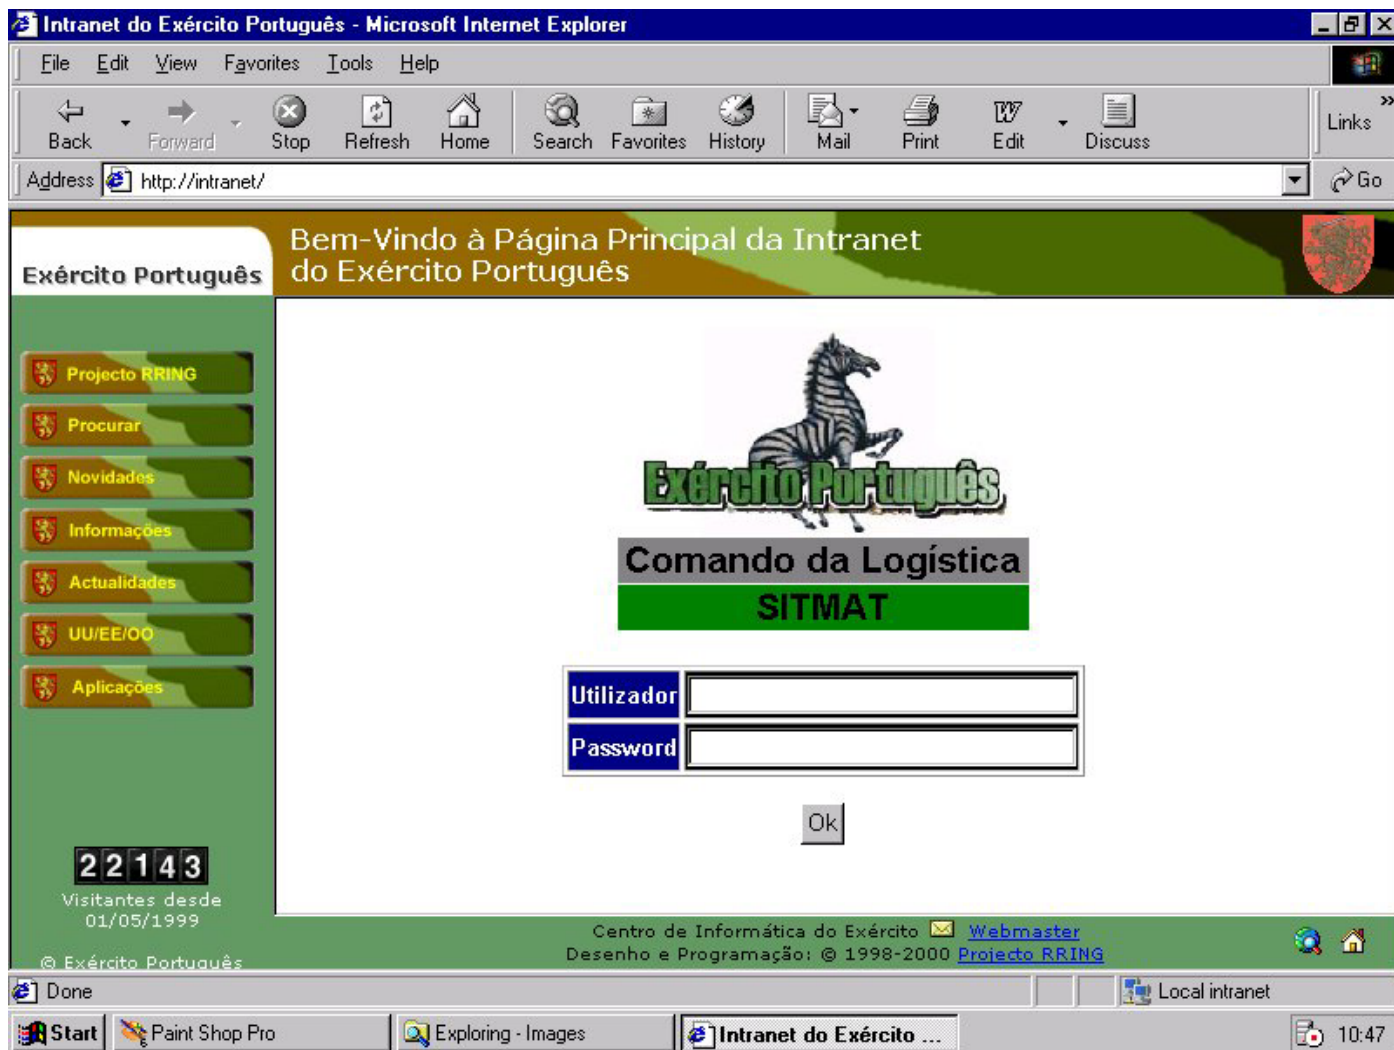 Intranet do Exército Português - Microsoft Internet Explorer
File Edit View Favorites Tools Help
Back Forward Stop Refresh Home Search Favorites History Mail Print Edit Discuss Links »
Address http://intranet/ Go
Exército Português
Bem-Vindo à Página Principal da Intranet
do Exército Português
Projecto RRING
Procurar
Novidades
Informações
Actualidades
UU/EE/OO
Aplicações
22143
Visitantes desde
01/05/1999
© Exército Português
Exército Português
Comando da Logística
SITMAT
Utilizador
Password
Ok
Centro de Informática do Exército Webmaster
Desenho e Programação: © 1998-2000 Projecto RRING
Done Local intranet
Start Paint Shop Pro Exploring - Images Intranet do Exército ... 10:47